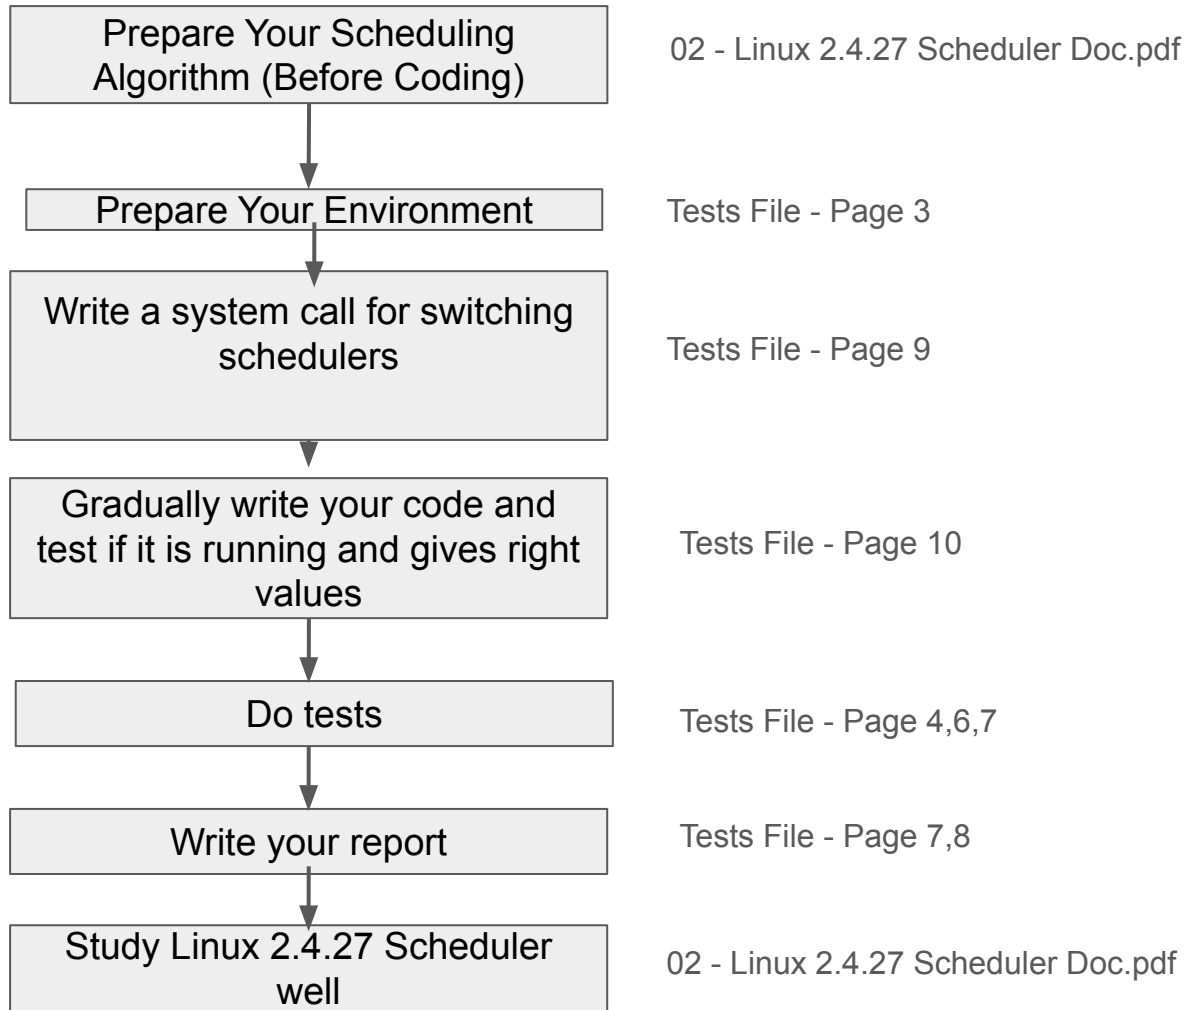 Prepare Your Scheduling
Algorithm (Before Coding)
02 - Linux 2.4.27 Scheduler Doc.pdf
Prepare Your Environment
Tests File - Page 3
Write a system call for switching
schedulers
Tests File - Page 9
Gradually write your code and
test if it is running and gives right
values
Tests File - Page 10
Do tests
Tests File - Page 4,6,7
Write your report
Tests File - Page 7,8
Study Linux 2.4.27 Scheduler
well
02 - Linux 2.4.27 Scheduler Doc.pdf